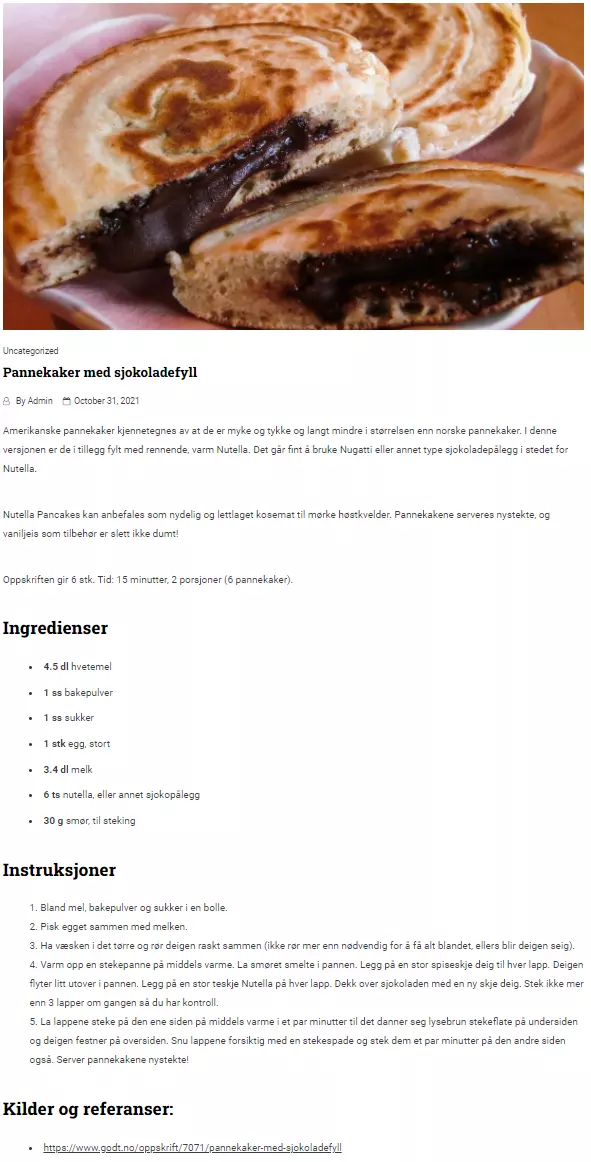 Uncategorized
Pannekaker med sjokoladefyll
By Admin October 31, 2021
Amerikanske pannekaker kjennetegnes av at de er myke og tykke og langt mindre i størrelsen enn norske pannekaker. I denne
versjonen er de i tillegg fylt med rennende, varm Nutella. Det går fint å bruke Nugatti eller annet type sjokoladepålegg i stedet for
Nutella.
Nutella Pancakes kan anbefales som nydelig og lettlaget kosemat til mørke høstkvelder. Pannekakene serveres nystekte, og
vaniljeis som tilbehør er slett ikke dumt!
Oppskriften gir 6 stk. Tid: 15 minutter, 2 porsjoner (6 pannekaker).
Ingredienser
• 4.5 dl hvetemel
• 1 ss bakepulver
• 1 ss sukker
• 1 stk egg, stort
• 3.4 dl melk
• 6 ts nutella, eller annet sjokopålegg
• 30 g smør, til steking
Instruksjoner
1. Bland mel, bakepulver og sukker i en bolle.
2. Pisk egget sammen med melken.
3. Ha væsken i det tørre og rør deigen raskt sammen (ikke rør mer enn nødvendig for å få alt blandet, ellers blir deigen seig).
4. Varm opp en stekepanne på middels varme. La smøret smelte i pannen. Legg på en stor spiseskje deig til hver lapp. Deigen
flyter litt utover i pannen. Legg på en stor teskje Nutella på hver lapp. Dekk over sjokoladen med en ny skje deig. Stek ikke mer
enn 3 lapper om gangen så du har kontroll.
5. La lappene steke på den ene siden på middels varme i et par minutter til det danner seg lysebrun stekeflate på undersiden
og deigen festner på oversiden. Snu lappene forsiktig med en stekespade og stek dem et par minutter på den andre siden
også. Server pannekakene nystekte!
Kilder og referanser:
• https://www.godt.no/oppskrift/7071/pannekaker-med-sjokoladefyll